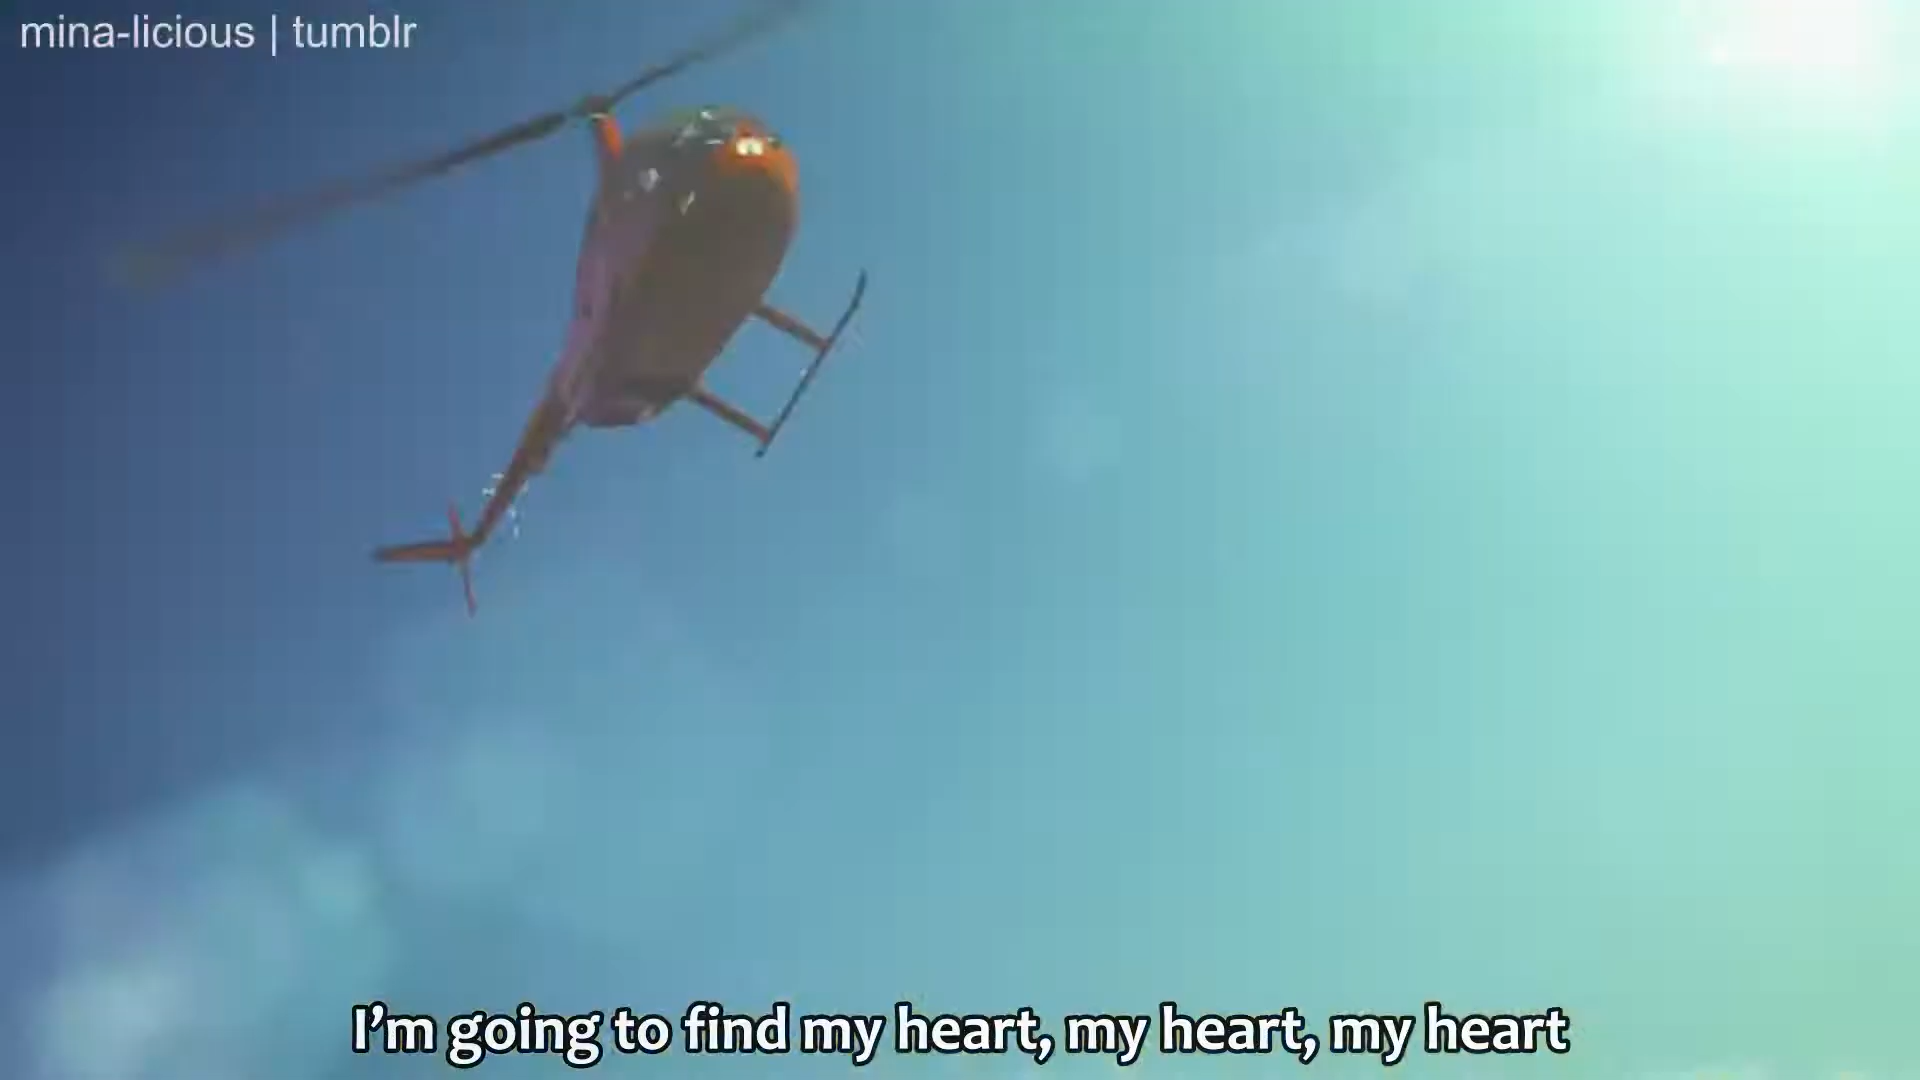 mina-licious | tumblr
I'm going to find my heart, my heart, my heart